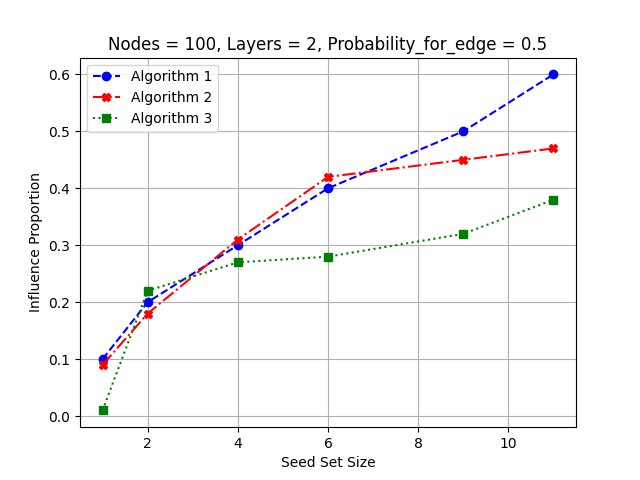 Nodes = 100, Layers = 2, Probability_for_edge = 0.5
Algorithm 1
Algorithm 2
Algorithm 3
0.6
0.5
0.4
0.3
0.2
0.1
0.0
Influence Proportion
2 4 6 8 10
Seed Set Size